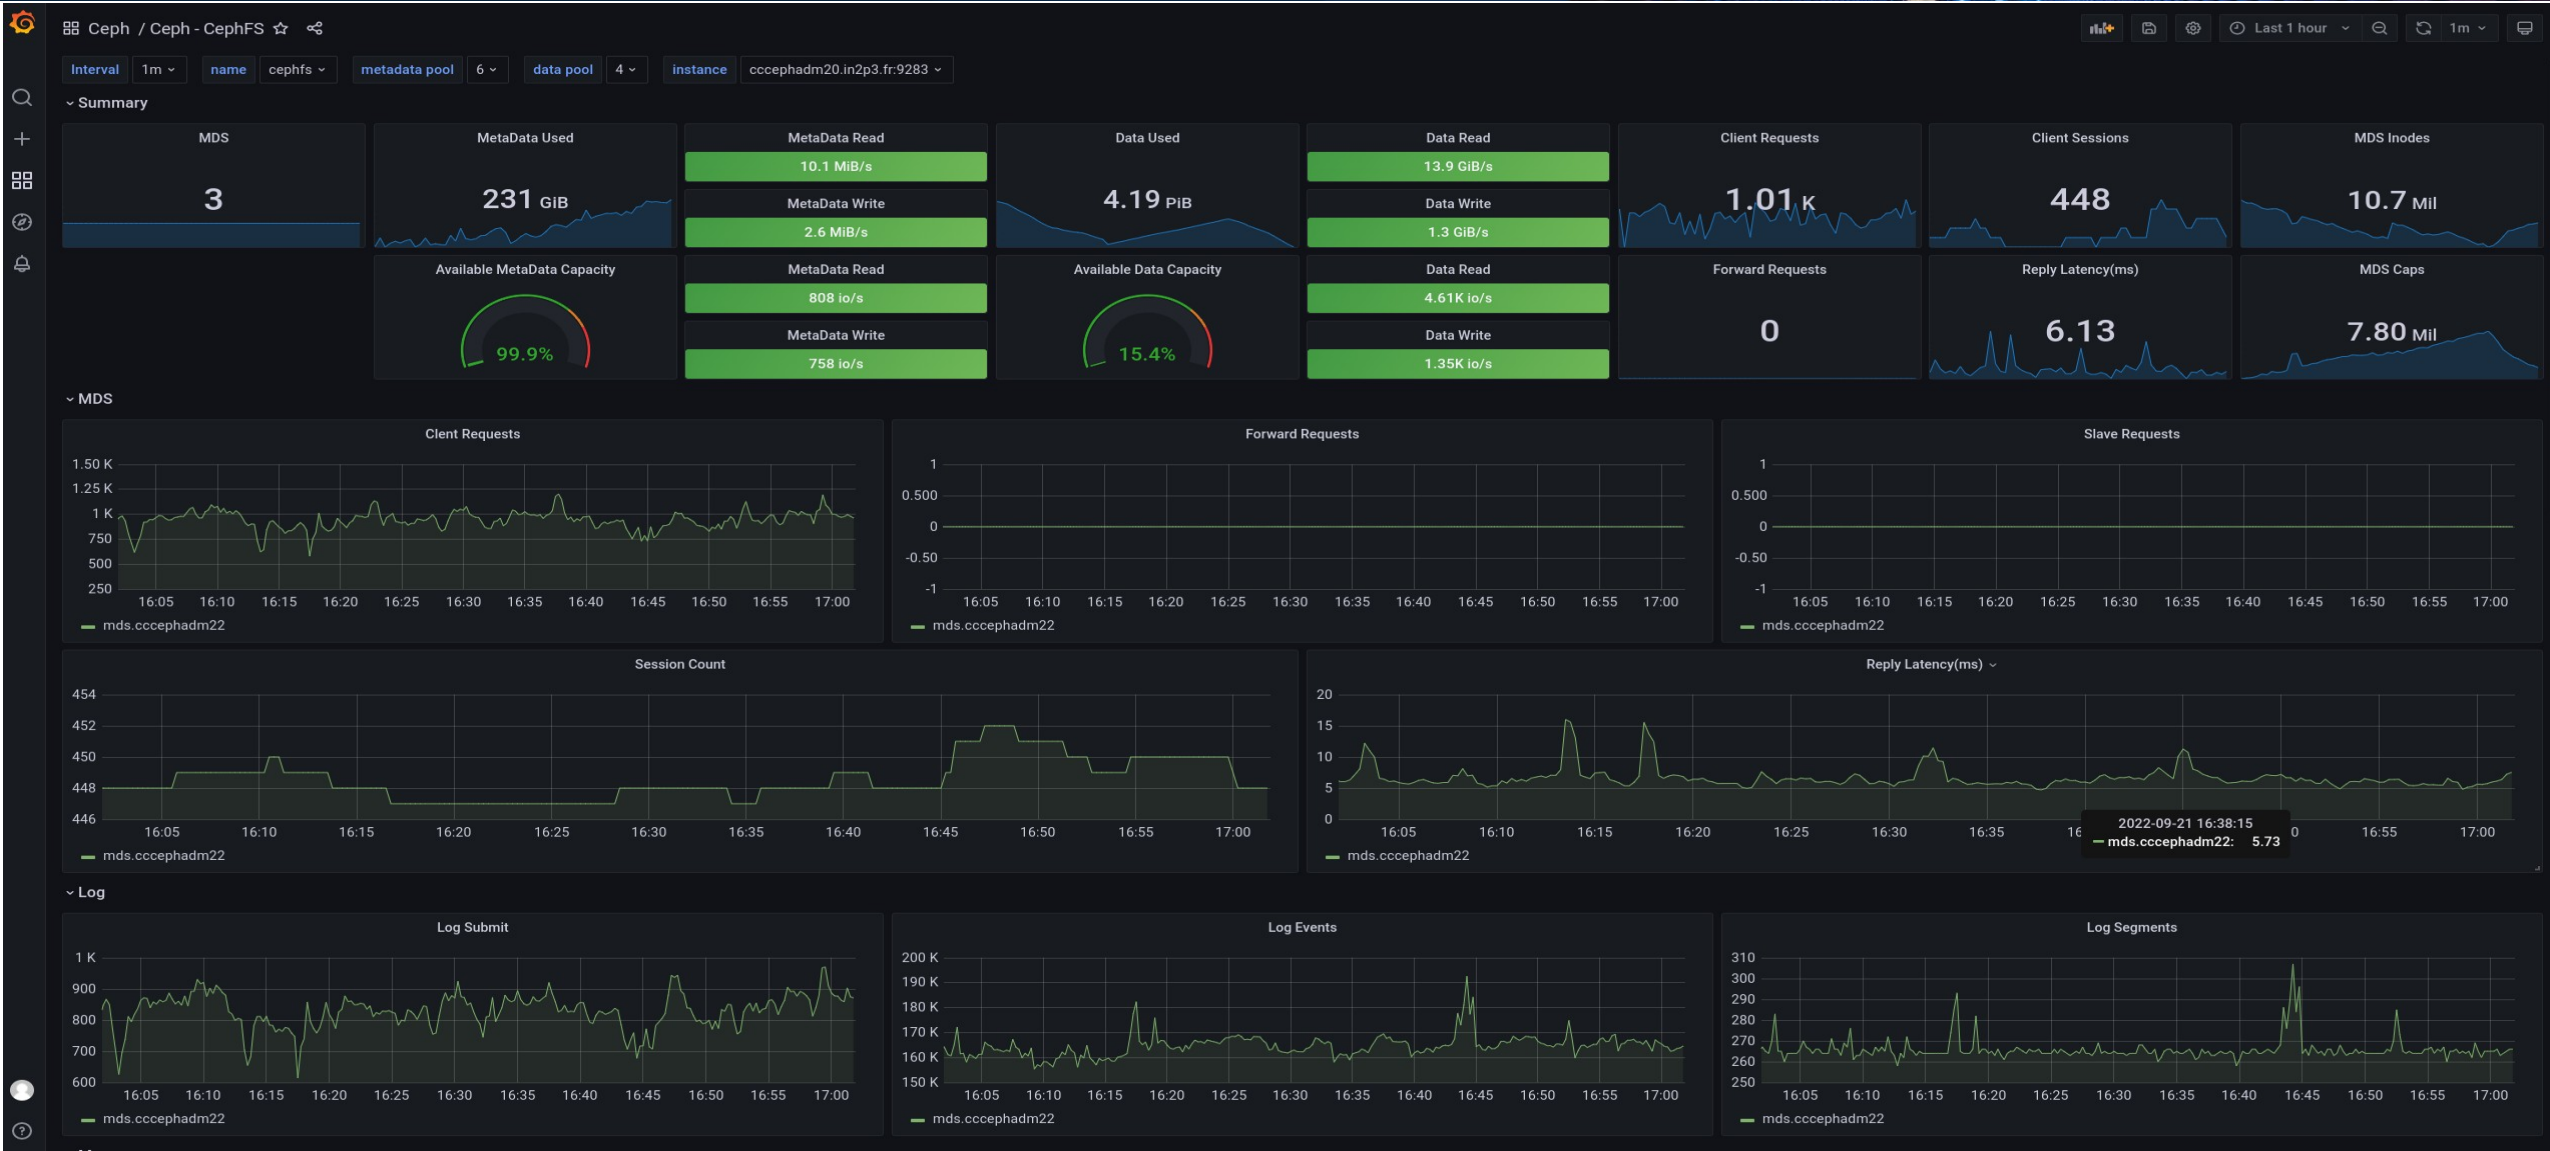 Ceph / Ceph - CephFS
Last 1 hour
1m
Interval 1m name cephfs metadata pool 6 data pool 4 instance cccephadm20.in2p3.fr:9283
Summary
MDS
3
MetaData Used
231 GiB
MetaData Read
10.1 MiB/s
MetaData Write
2.6 MiB/s
Data Used
4.19 PiB
Data Read
13.9 GiB/s
Data Write
1.3 GiB/s
Client Requests
1.01 K
Client Sessions
448
MDS Inodes
10.7 Mil
Available MetaData Capacity
99.9%
MetaData Read
808 io/s
MetaData Write
758 io/s
Available Data Capacity
15.4%
Data Read
4.61K io/s
Data Write
1.35K io/s
Forward Requests
0
Reply Latency(ms)
6.13
MDS Caps
7.80 Mil
MDS
Clent Requests
1.50 K
1.25 K
1 K
750
500
250
16:05 16:10 16:15 16:20 16:25 16:30 16:35 16:40 16:45 16:50 16:55 17:00
mds.cccephadm22
Forward Requests
1
0.500
0
-0.50
-1
16:05 16:10 16:15 16:20 16:25 16:30 16:35 16:40 16:45 16:50 16:55 17:00
mds.cccephadm22
Slave Requests
1
0.500
0
-0.50
-1
16:05 16:10 16:15 16:20 16:25 16:30 16:35 16:40 16:45 16:50 16:55 17:00
mds.cccephadm22
Session Count
454
452
450
448
446
16:05 16:10 16:15 16:20 16:25 16:30 16:35 16:40 16:45 16:50 16:55 17:00
mds.cccephadm22
Reply Latency(ms)
20
15
10
5
0
16:05 16:10 16:15 16:20 16:25 16:30 16:35 16:55 17:00
2022-09-21 16:38:15
mds.cccephadm22: 5.73
mds.cccephadm22
Log
Log Submit
1 K
900
800
700
600
16:05 16:10 16:15 16:20 16:25 16:30 16:35 16:40 16:45 16:50 16:55 17:00
mds.cccephadm22
Log Events
200 K
190 K
180 K
170 K
160 K
150 K
16:05 16:10 16:15 16:20 16:25 16:30 16:35 16:40 16:45 16:50 16:55 17:00
mds.cccephadm22
Log Segments
310
300
290
280
270
260
250
16:05 16:10 16:15 16:20 16:25 16:30 16:35 16:40 16:45 16:50 16:55 17:00
mds.cccephadm22